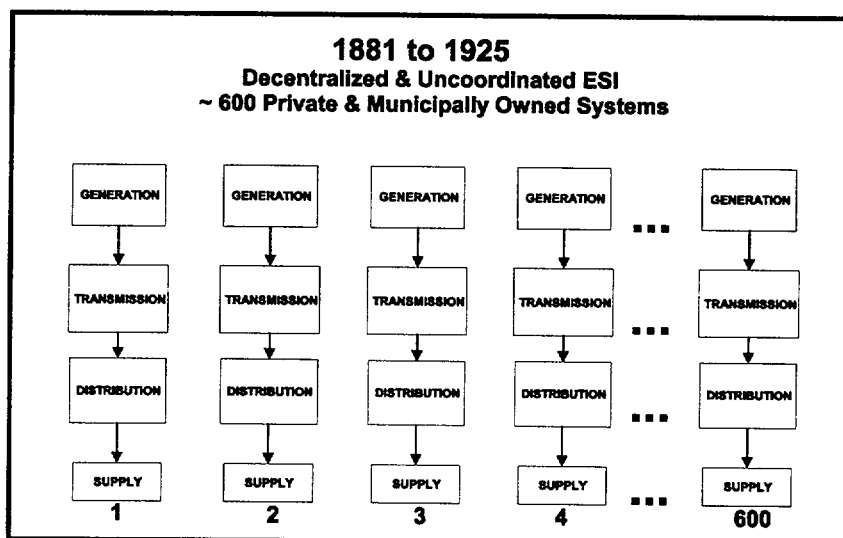 1881 to 1925
Decentralized & Uncoordinated ESI
~ 600 Private & Municipally Owned Systems
GENERATION GENERATION GENERATION GENERATION ... GENERATION
TRANSMISSION TRANSMISSION TRANSMISSION TRANSMISSION ... TRANSMISSION
DISTRIBUTION DISTRIBUTION DISTRIBUTION DISTRIBUTION ... DISTRIBUTION
SUPPLY SUPPLY SUPPLY SUPPLY ... SUPPLY
1 2 3 4 600